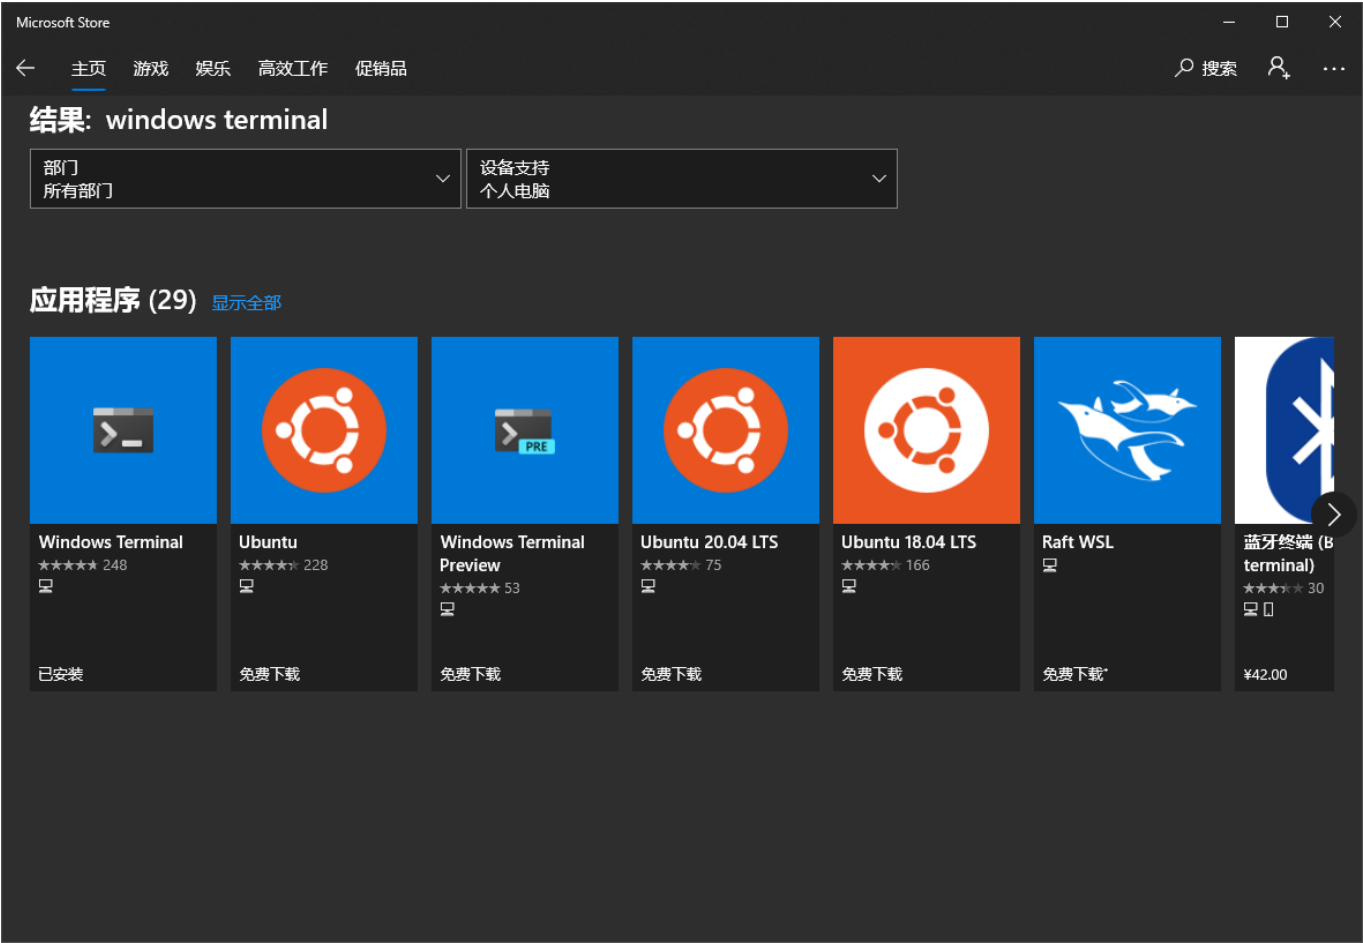 Microsoft Store
主页 游戏 娱乐 高效工作 促销品 搜索
结果: windows terminal
部门
所有部门
设备支持
个人电脑
应用程序 (29) 显示全部
PRE
Windows Terminal
248
已安装
Ubuntu
228
免费下载
Windows Terminal
Preview
53
免费下载
Ubuntu 20.04 LTS
75
免费下载
Ubuntu 18.04 LTS
166
免费下载
Raft WSL
免费下载*
蓝牙终端 (B
terminal)
30
¥42.00